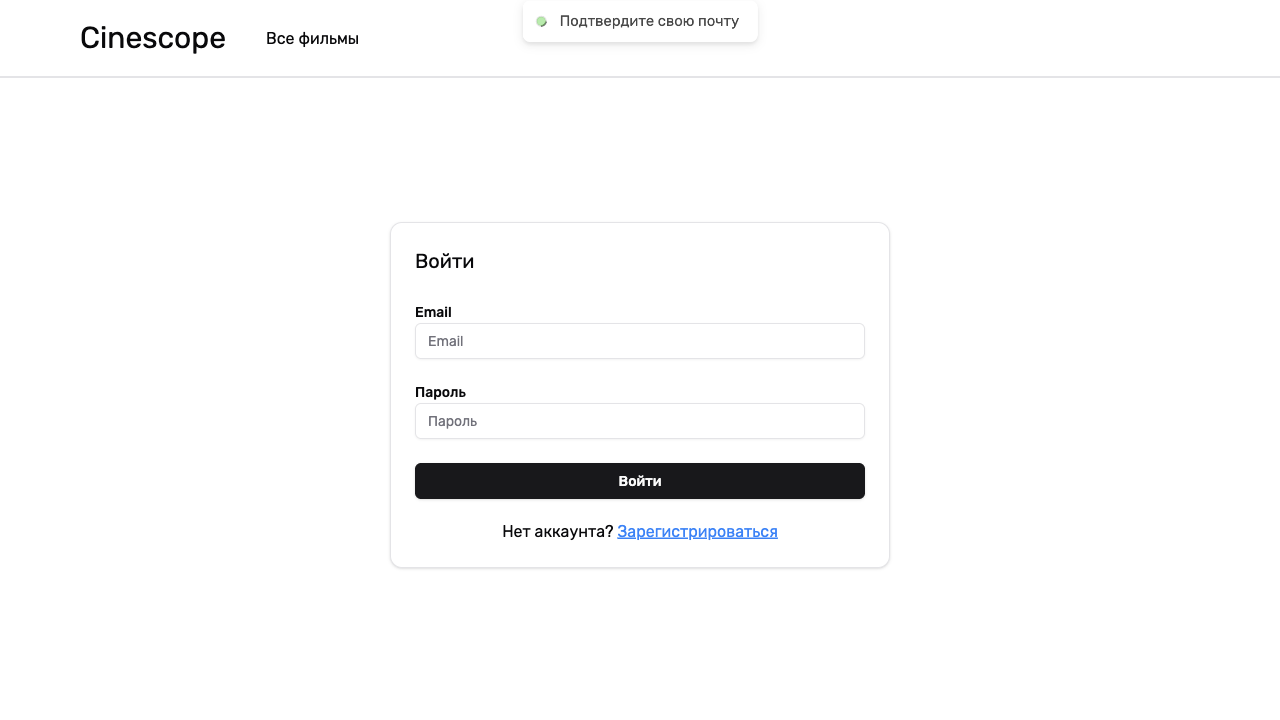 Подтвердите свою почту
Cinescope
Все фильмы
Войти
Email
Email
Пароль
Пароль
Войти
Нет аккаунта? Зарегистрироваться